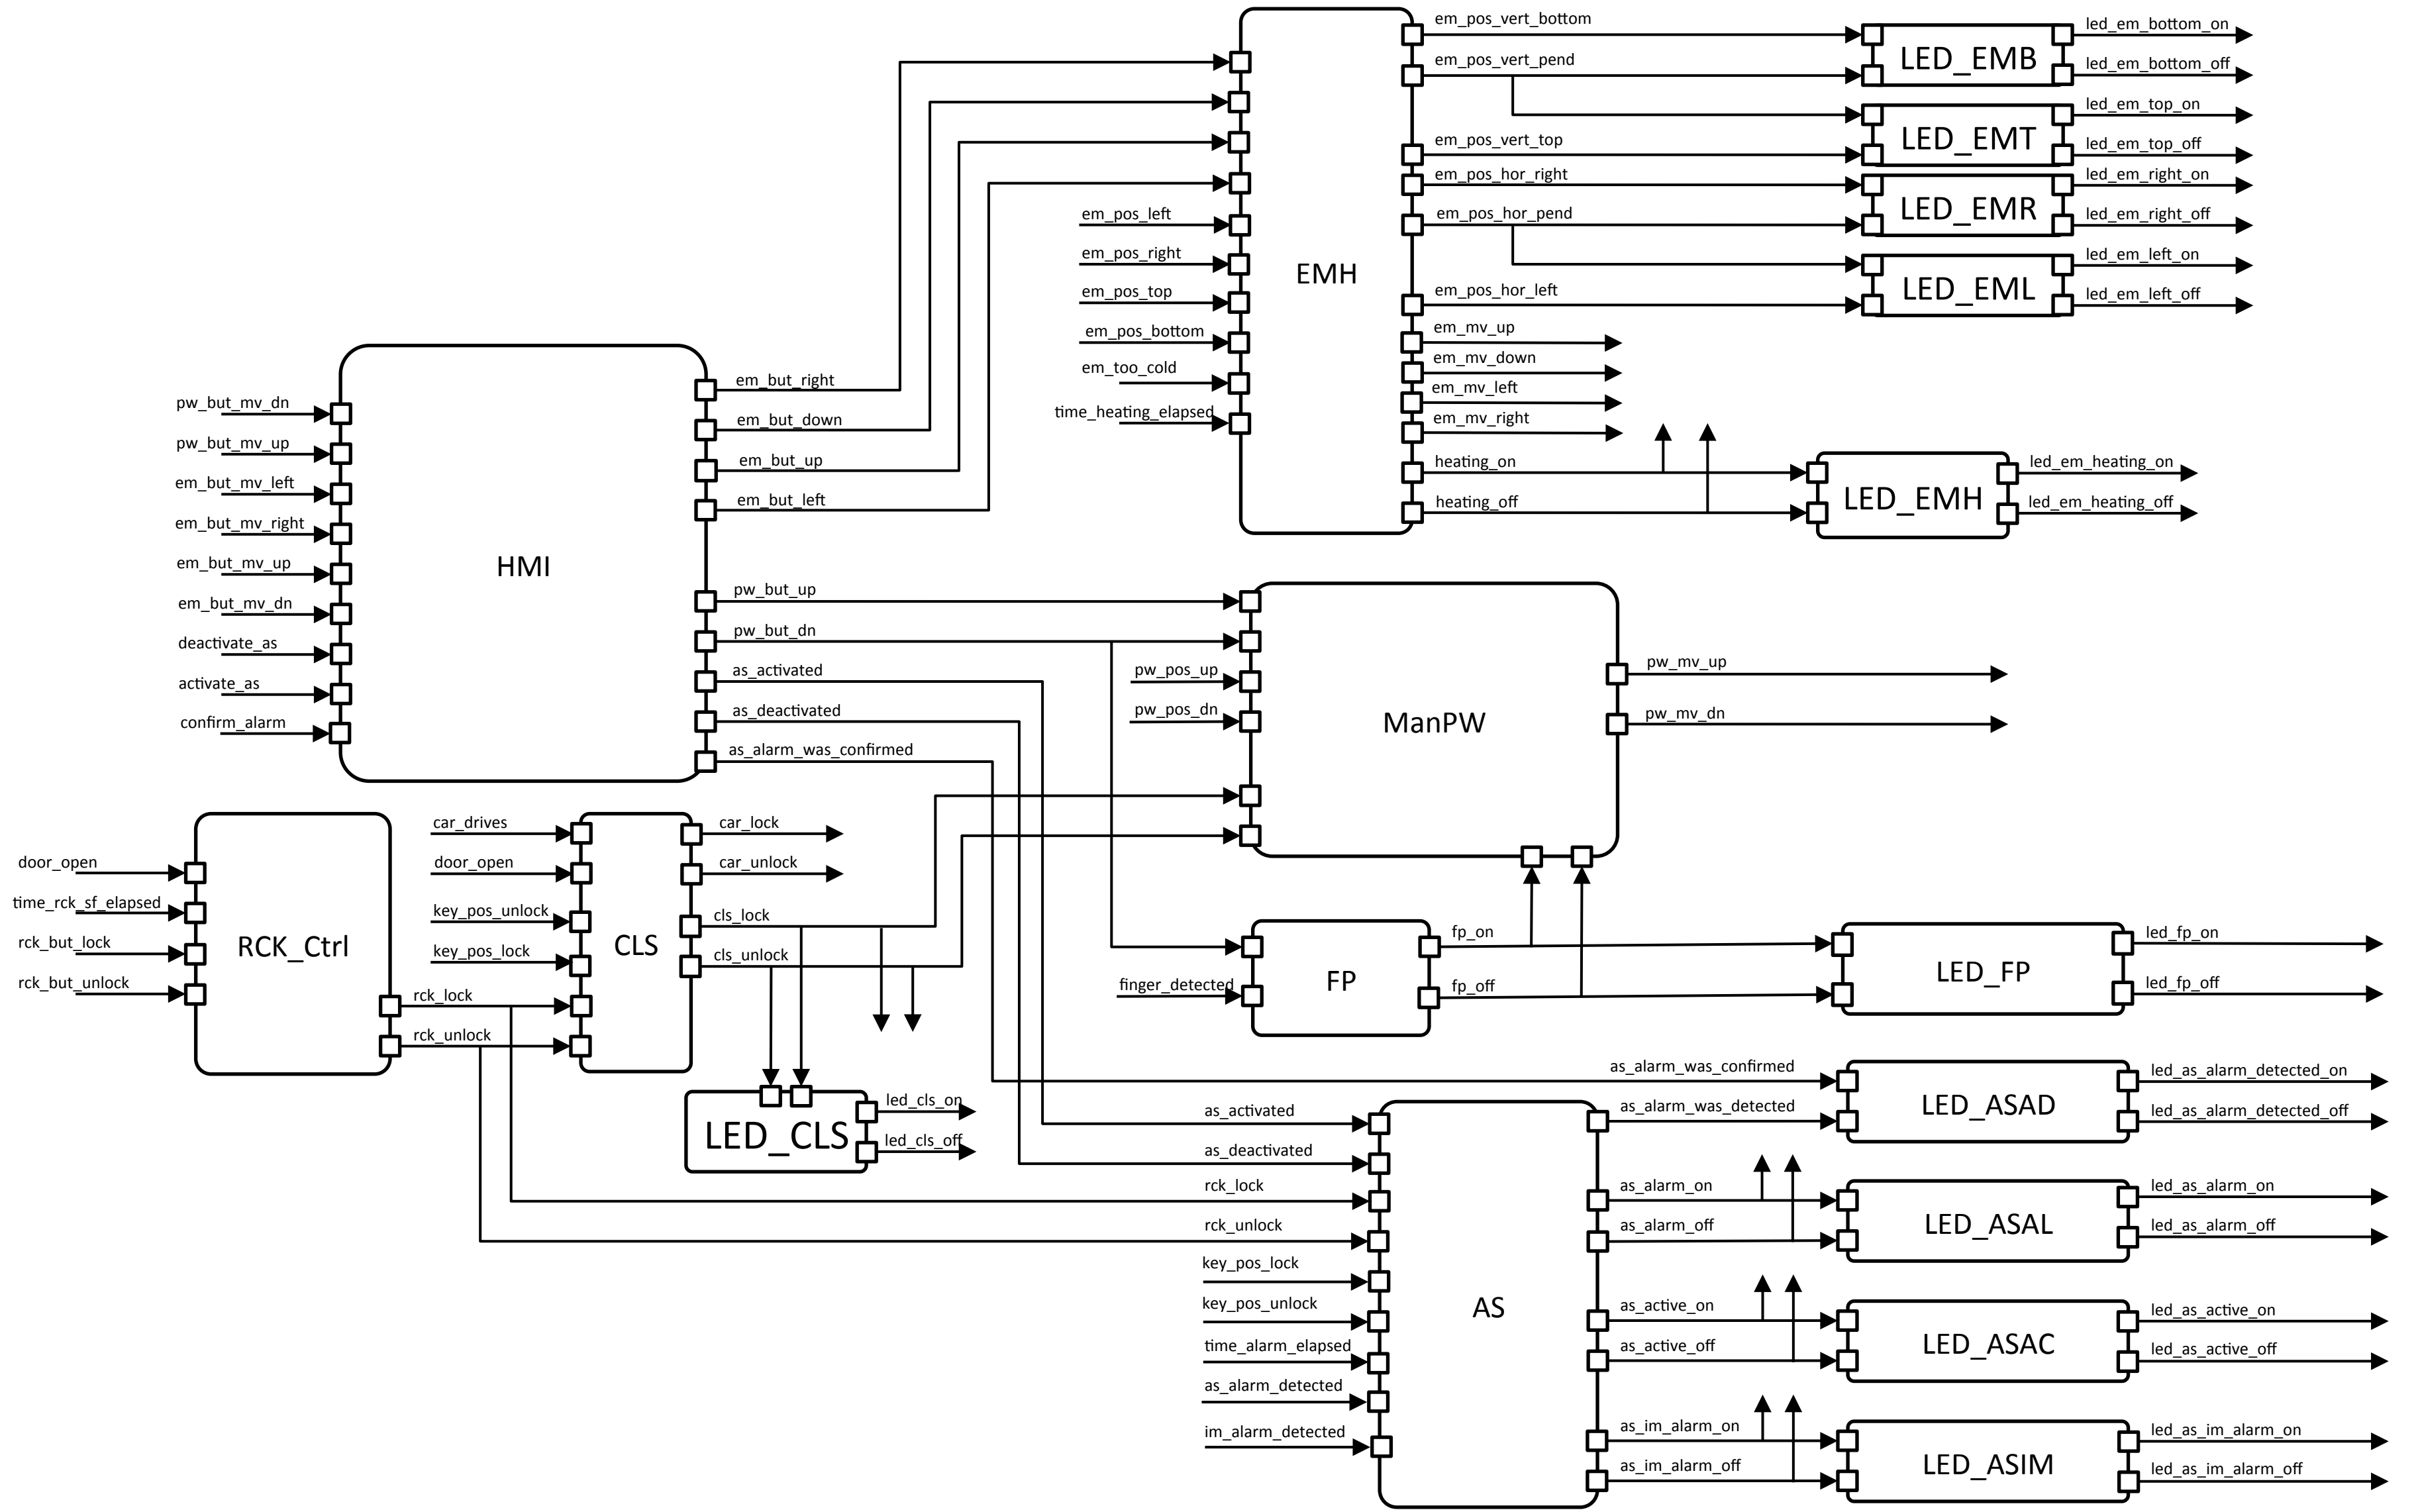 em_pos_vert_bottom
em_pos_vert_pend
em_pos_vert_top
em_pos_hor_right
em_pos_hor_pend
em_pos_hor_left
em_mv_up
em_mv_down
em_mv_left
em_mv_right
heating_on
heating_off
EMH
em_pos_left
em_pos_right
em_pos_top
em_pos_bottom
em_too_cold
time_heating_elapsed
LED_EMB
led_em_bottom_on
led_em_bottom_off
LED_EMT
led_em_top_on
led_em_top_off
LED_EMR
led_em_right_on
led_em_right_off
LED_EML
led_em_left_on
led_em_left_off
LED_EMH
led_em_heating_on
led_em_heating_off
pw_but_mv_dn
pw_but_mv_up
em_but_mv_left
em_but_mv_right
em_but_mv_up
em_but_mv_dn
deactivate_as
activate_as
confirm_alarm
HMI
em_but_right
em_but_down
em_but_up
em_but_left
pw_but_up
pw_but_dn
as_activated
as_deactivated
as_alarm_was_confirmed
pw_pos_up
pw_pos_dn
ManPW
pw_mv_up
pw_mv_dn
door_open
time_rck_sf_elapsed
rck_but_lock
rck_but_unlock
RCK_Ctrl
rck_lock
rck_unlock
car_drives
door_open
key_pos_unlock
key_pos_lock
CLS
car_lock
car_unlock
cls_lock
cls_unlock
LED_CLS
led_cls_on
led_cls_off
finger_detected
FP
fp_on
fp_off
LED_FP
led_fp_on
led_fp_off
as_alarm_was_confirmed
as_alarm_was_detected
LED_ASAD
led_as_alarm_detected_on
led_as_alarm_detected_off
as_activated
as_deactivated
rck_lock
rck_unlock
key_pos_lock
key_pos_unlock
time_alarm_elapsed
as_alarm_detected
im_alarm_detected
AS
as_alarm_on
as_alarm_off
LED_ASAL
led_as_alarm_on
led_as_alarm_off
as_active_on
as_active_off
LED_ASAC
led_as_active_on
led_as_active_off
as_im_alarm_on
as_im_alarm_off
LED_ASIM
led_as_im_alarm_on
led_as_im_alarm_off